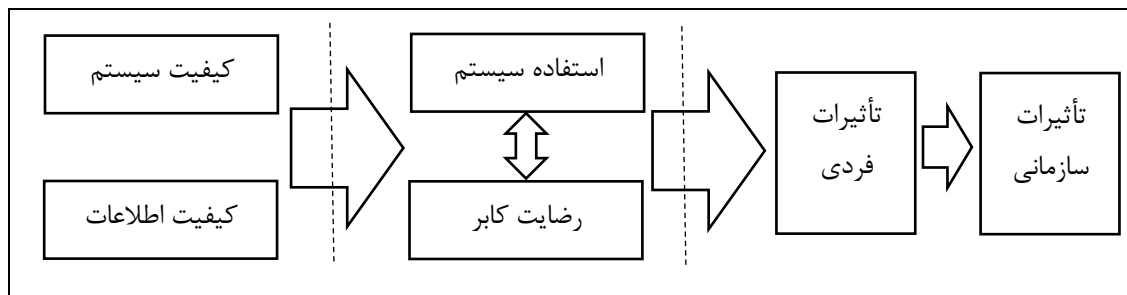 کیفیت سیستم
کیفیت اطلاعات
استفاده سیستم
رضایت کابر
تأثیرات
فردی
تأثیرات
سازمانی